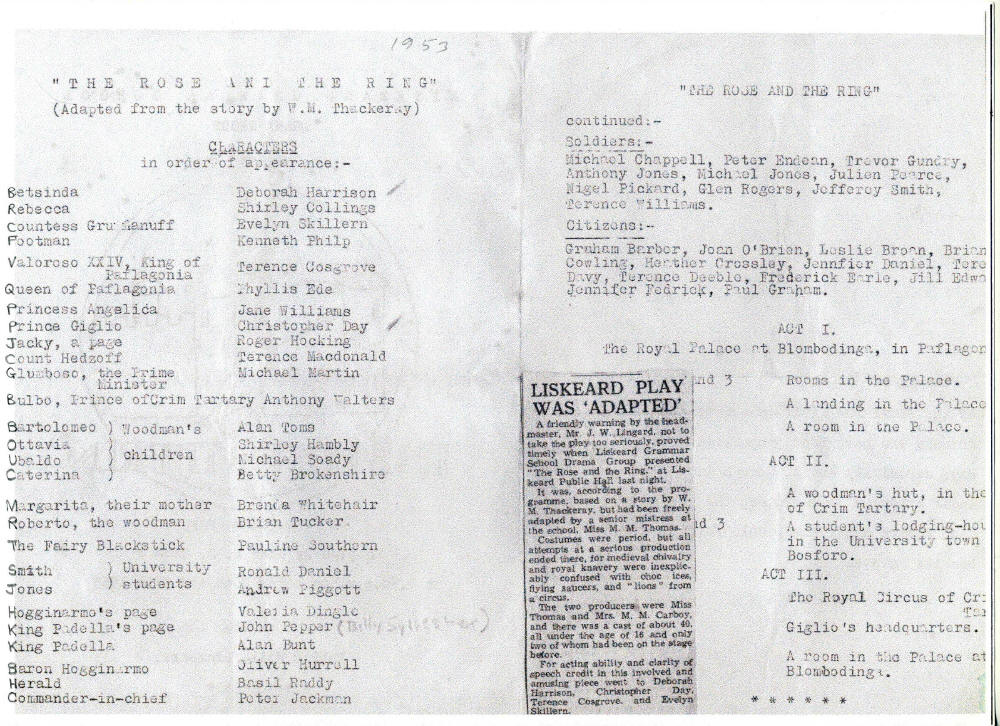 1953
"THE ROSE ANI THE RING"
(Adapted from the story by W.M. Thackeray)
CHARACTERS
in order of appearance:-
Betsinda Deborah Harrison
Rebecca Shirley Collings
Countess Gruffanuff Evelyn Skillern
Footman Kenneth Philp
Valoroso XXIV, King of Paflagonia Terence Cosgrove
Queen of Paflagonia Phyllis Ede
Princess Angelica Jane Williams
Prince Giglio Christopher Day
Jacky, a page Roger Hocking
Count Hedzoff Terence Macdonald
Glumboso, the Prime Minister Michael Martin
Bulbo, Prince ofCrim Tartary Anthony Walters
Bartolomeo ) Woodman's Alan Toms
Ottavia ) children Shirley Hambly
Ubaldo ) Michael Soady
Caterina ) Betty Brokenshire
Margarita, their mother Brenda Whitehair
Roberto, the woodman Brian Tucker
The Fairy Blackstick Pauline Southern
Smith ) University Ronald Daniel
Jones ) students Andrew Piggott
Hogginarmo's page Valeria Dingle
King Padella's page John Pepper (Billy Sylvester)
King Padella Alan Bunt
Baron Hogginarmo Oliver Hurrell
Herald Basil Raddy
Commander-in-chief Peter Jackman
"THE ROSE AND THE RING"
continued:-
Soldiers:-
Michael Chappell, Peter Endean, Trevor Gundry,
Anthony Jones, Michael Jones, Julien Pearce,
Nigel Pickard, Glen Rogers, Jefferey Smith,
Terence Williams.
Citizens:-
Graham Barber, Joan O'Brien, Leslie Broan, Brian
Cowling, Heather Crossley, Jennfier Daniel, Tere
Davy, Terence Deeble, Frederick Earle, Jill Edwa
Jennifer Fedrick, Paul Graham.
ACT I.
The Royal Palace at Blombodinga, in Paflagon
nd 3 Rooms in the Palace.
A landing in the Palace
A room in the Palace.
ACT II.
A woodman's hut, in the
of Crim Tartary.
d 3 A student's lodging-hou
in the University town
Bosforo.
ACT III.
The Royal Circus of Cri
Tar
Giglio's headquarters.
A room in the Palace at
Blombodinga.
* * * * * *
LISKEARD PLAY
WAS 'ADAPTED'
A friendly warning by the head-
master, Mr. J. W. Lingard, not to
take the play too seriously, proved
timely when Liskeard Grammar
School Drama Group presented
"The Rose and the Ring," at Lis-
keard Public Hall last night.
It was, according to the pro-
gramme, based on a story by W.
M. Thackeray, but had been freely
adapted by a senior mistress at
the school, Miss M. M. Thomas.
Costumes were period, but all
attempts at a serious production
ended there, for medieval chivalry
and royal knavery were inexplic-
ably confused with choc ices,
flying saucers, and "lions" from
a circus.
The two producers were Miss
Thomas and Mrs. M. M. Carboy,
and there was a cast of about 40,
all under the age of 16 and only
two of whom had been on the stage
before.
For acting ability and clarity of
speech credit in this involved and
amusing piece went to Deborah
Harrison, Christopher Day,
Terence Cosgrove, and Evelyn
Skillern.